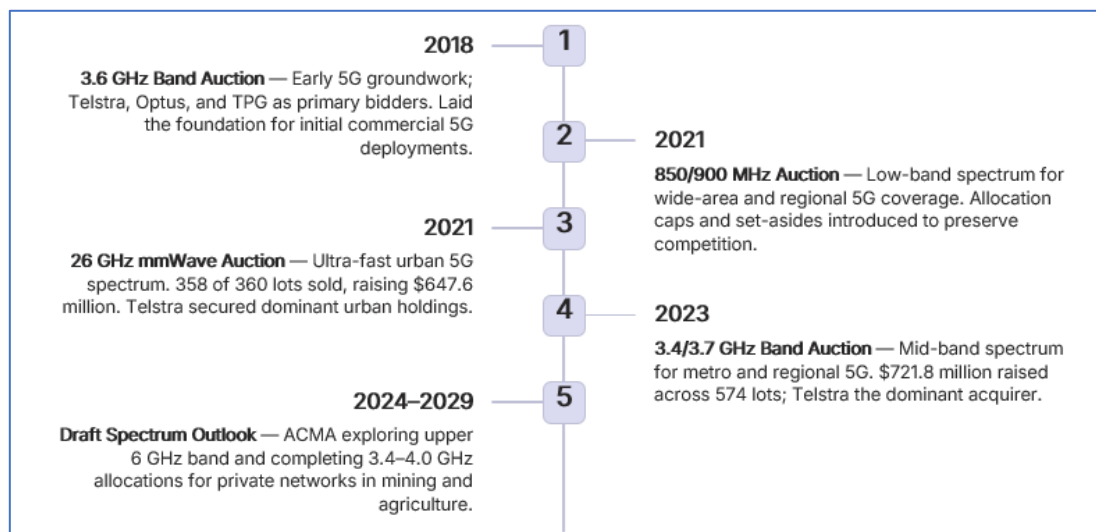 2018
1
3.6 GHz Band Auction — Early 5G groundwork;
Telstra, Optus, and TPG as primary bidders. Laid
the foundation for initial commercial 5G
deployments.
2
2021
850/900 MHz Auction — Low-band spectrum for
wide-area and regional 5G coverage. Allocation
caps and set-asides introduced to preserve
competition.
2021
3
26 GHz mmWave Auction — Ultra-fast urban 5G
spectrum. 358 of 360 lots sold, raising $647.6
million. Telstra secured dominant urban holdings.
4
2023
3.4/3.7 GHz Band Auction — Mid-band spectrum
for metro and regional 5G. $721.8 million raised
across 574 lots; Telstra the dominant acquirer.
2024–2029
5
Draft Spectrum Outlook — ACMA exploring upper
6 GHz band and completing 3.4–4.0 GHz
allocations for private networks in mining and
agriculture.